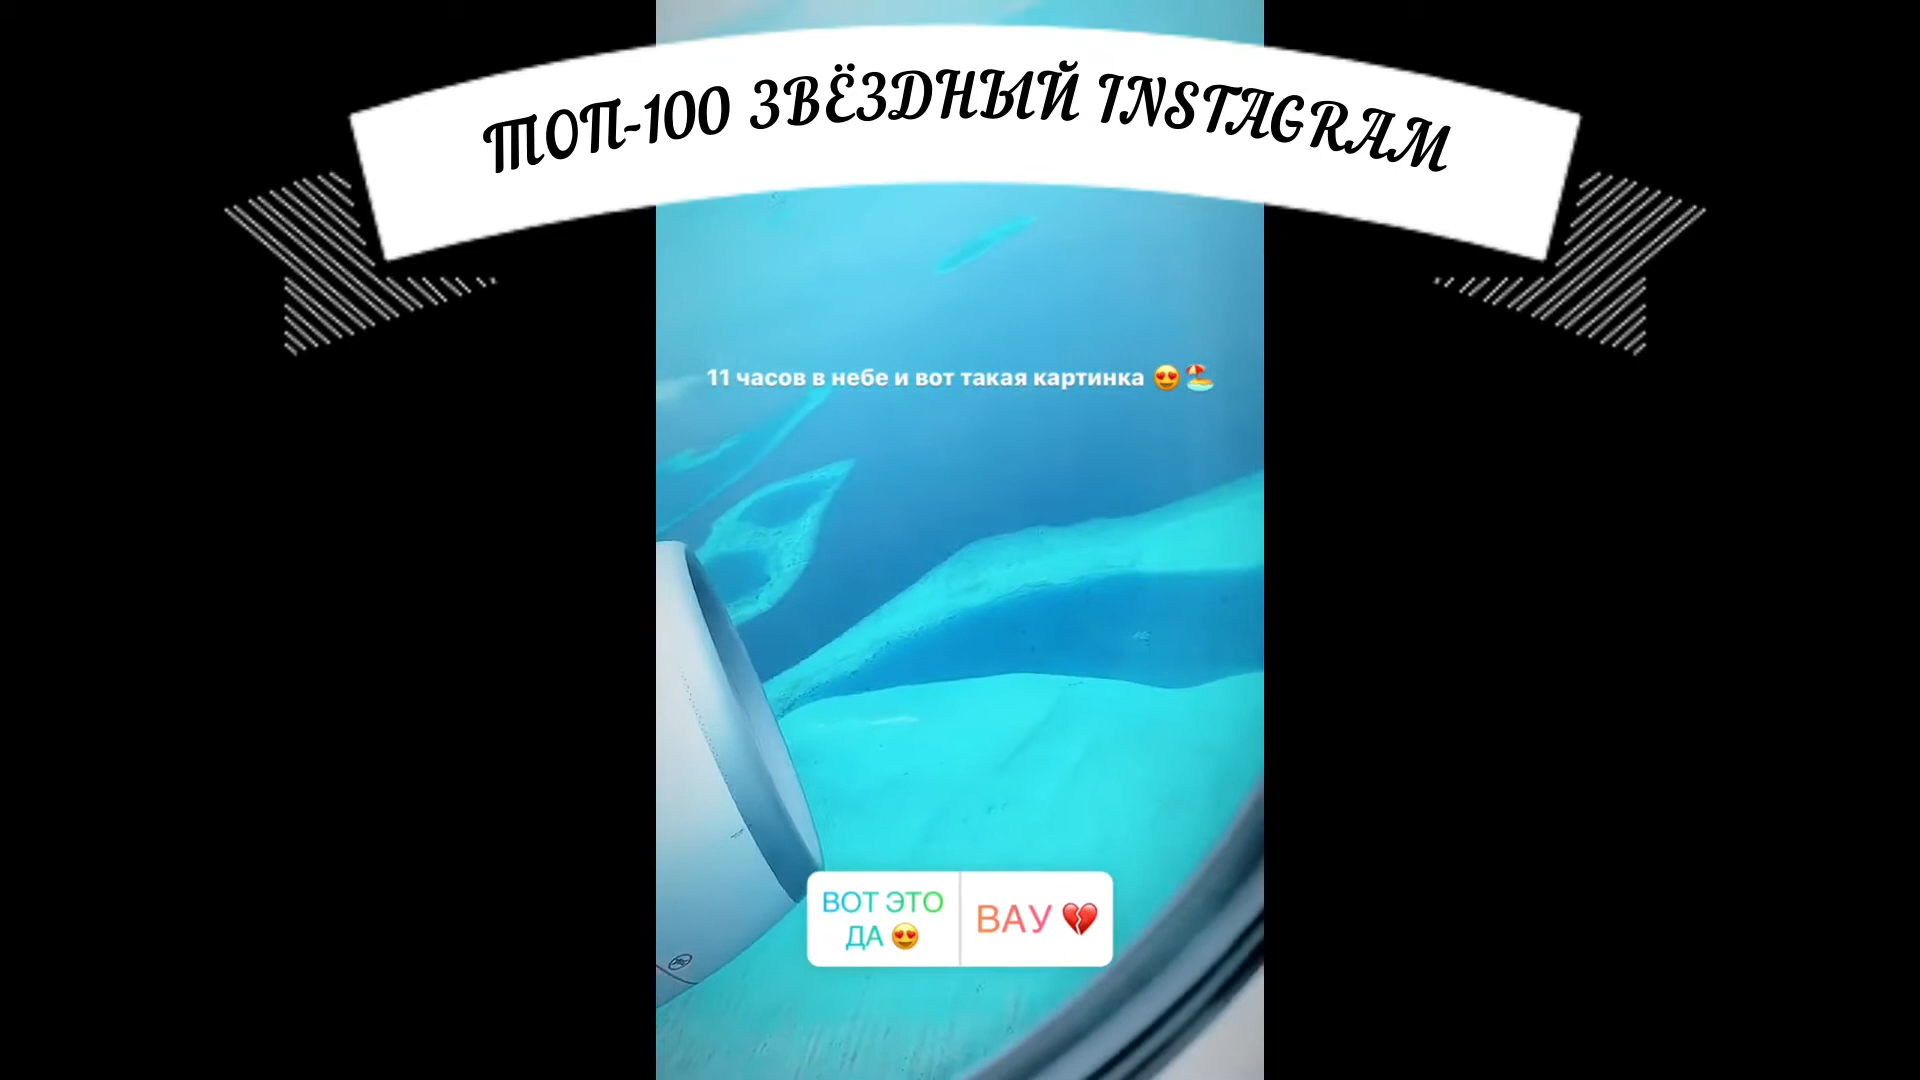 ТОП-100 ЗВЁЗДНЫЙ INSTAGRAM
11 часов в небе и вот такая картинка 😍🏖️
ВОТ ЭТО
ДА 😍
ВАУ 💔